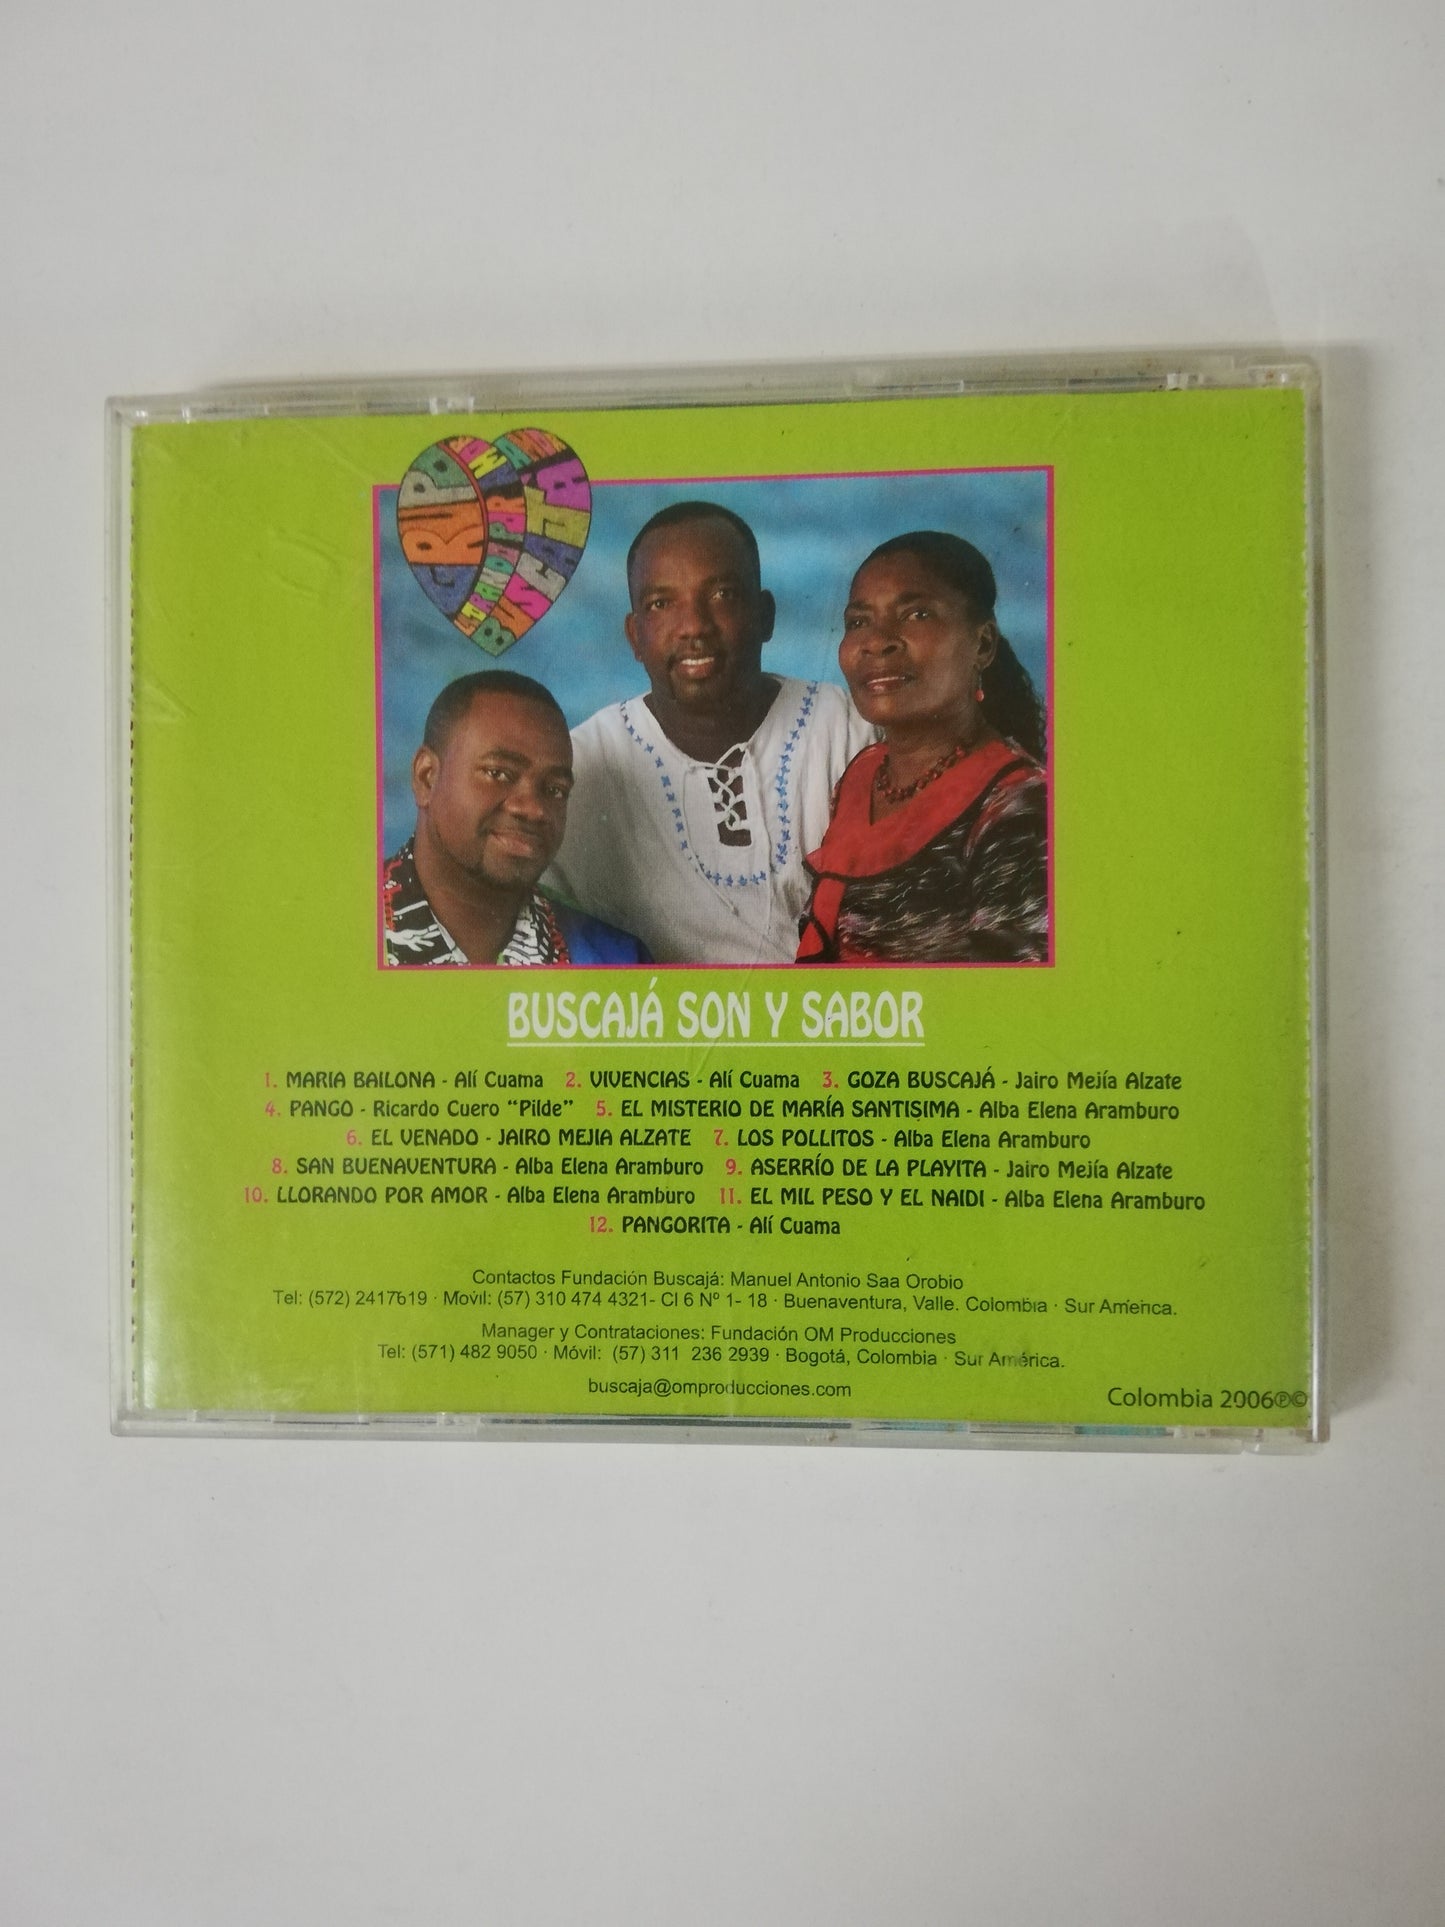 GRUPO
BUSCAJA
BUSCAJÁ SON Y SABOR
1. MARIA BAILONA - Alí Cuama 2. VIVENCIAS - Alí Cuama 3. GOZA BUSCAJÁ - Jairo Mejía Alzate
4. PANGO - Ricardo Cuero “Pilde” 5. EL MISTERIO DE MARÍA SANTISIMA - Alba Elena Aramburo
6. EL VENADO - JAIRO MEJIA ALZATE 7. LOS POLLITOS - Alba Elena Aramburo
8. SAN BUENAVENTURA - Alba Elena Aramburo 9. ASERRÍO DE LA PLAYITA - Jairo Mejía Alzate
10. LLORANDO POR AMOR - Alba Elena Aramburo 11. EL MIL PESO Y EL NAIDI - Alba Elena Aramburo
12. PANGORITA - Alí Cuama
Contactos Fundación Buscajá: Manuel Antonio Saa Orobio
Tel: (572) 2417619 · Movil: (57) 310 474 4321- Cl 6 Nº 1- 18 · Buenaventura, Valle. Colombia · Sur America.
Manager y Contrataciones: Fundación OM Producciones
Tel: (571) 482 9050 · Móvil: (57) 311 236 2939 · Bogotá, Colombia · Sur América.
buscaja@omproducciones.com
Colombia 2006℗©